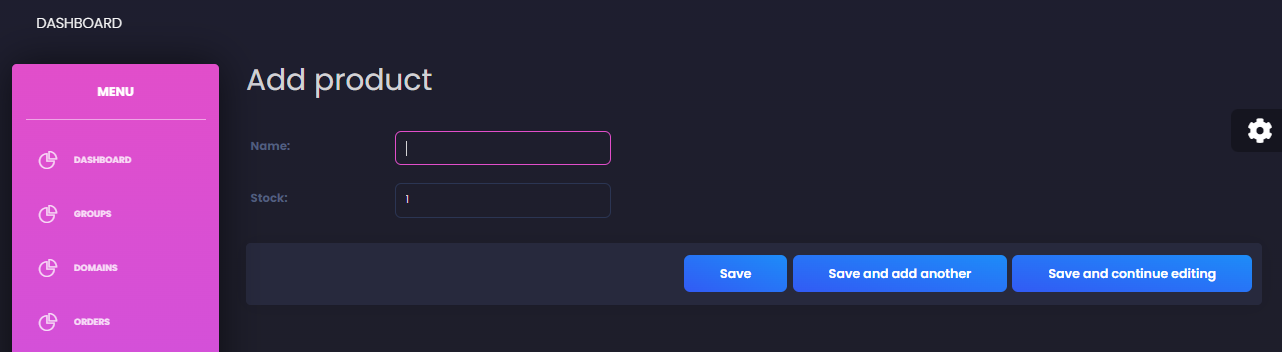 DASHBOARD
MENU
DASHBOARD
GROUPS
DOMAINS
ORDERS
Add product
Name:
Stock: 1
Save Save and add another Save and continue editing